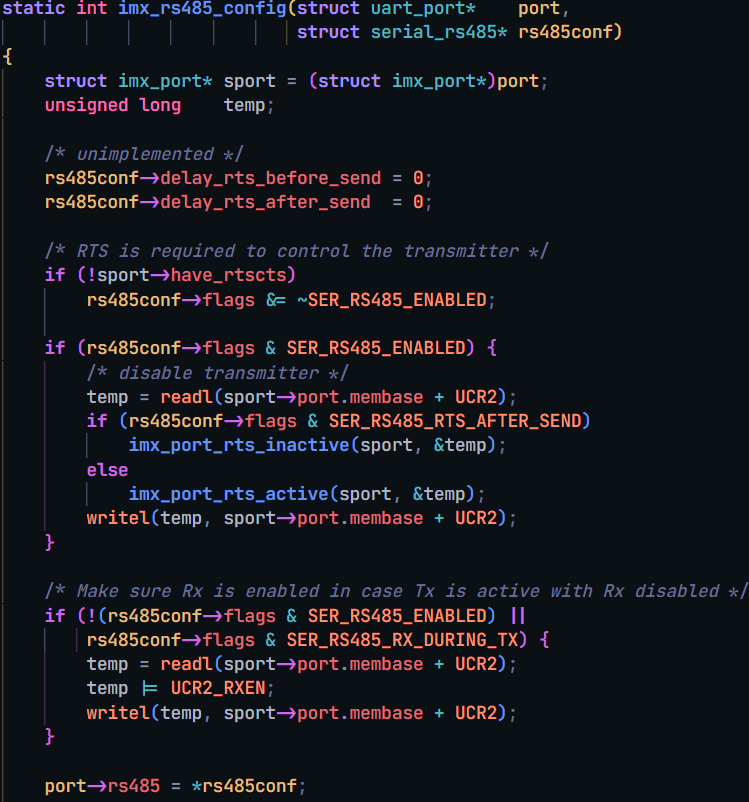 static int imx_rs485_config(struct uart_port*    port,
                            struct serial_rs485* rs485conf)
{
    struct imx_port* sport = (struct imx_port*)port;
    unsigned long    temp;

    /* unimplemented */
    rs485conf->delay_rts_before_send = 0;
    rs485conf->delay_rts_after_send  = 0;

    /* RTS is required to control the transmitter */
    if (!sport->have_rtscts)
        rs485conf->flags &= ~SER_RS485_ENABLED;

    if (rs485conf->flags & SER_RS485_ENABLED) {
        /* disable transmitter */
        temp = readl(sport->port.membase + UCR2);
        if (rs485conf->flags & SER_RS485_RTS_AFTER_SEND)
            imx_port_rts_inactive(sport, &temp);
        else
            imx_port_rts_active(sport, &temp);
        writel(temp, sport->port.membase + UCR2);
    }

    /* Make sure Rx is enabled in case Tx is active with Rx disabled */
    if (!(rs485conf->flags & SER_RS485_ENABLED) ||
        rs485conf->flags & SER_RS485_RX_DURING_TX) {
        temp = readl(sport->port.membase + UCR2);
        temp |= UCR2_RXEN;
        writel(temp, sport->port.membase + UCR2);
    }

    port->rs485 = *rs485conf;